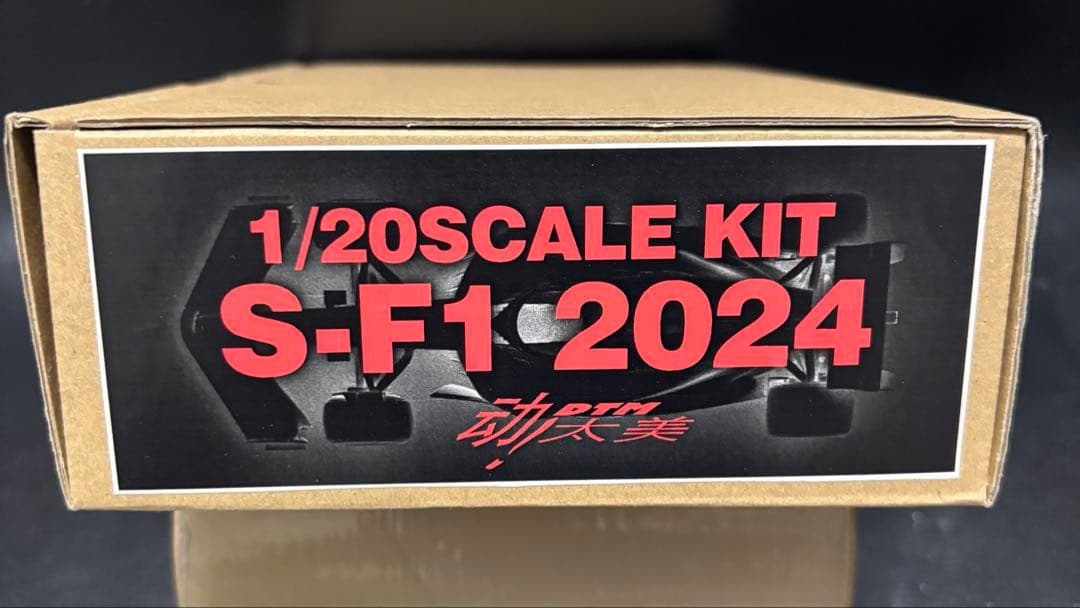 1/20SCALE KIT
S-F1 2024
DTM
动太美